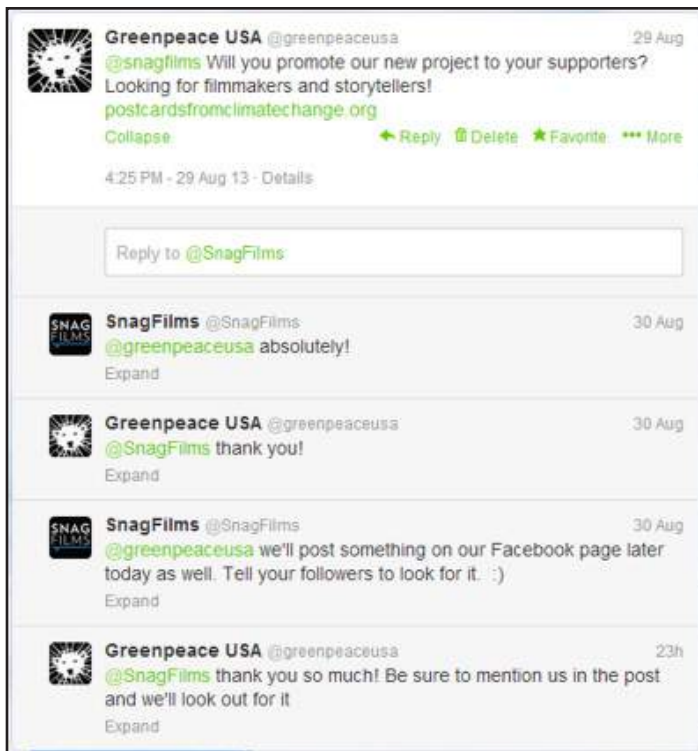 Greenpeace USA @greenpeaceusa 29 Aug
@snagfilms Will you promote our new project to your supporters?
Looking for filmmakers and storytellers!
postcardsfromclimatechange.org
Collapse Reply Delete Favorite ••• More
4:25 PM - 29 Aug 13 · Details
Reply to @SnagFilms
SNAG
FILMS
SnagFilms @SnagFilms 30 Aug
@greenpeaceusa absolutely!
Expand
Greenpeace USA @greenpeaceusa 30 Aug
@SnagFilms thank you!
Expand
SNAG
FILMS
SnagFilms @SnagFilms 30 Aug
@greenpeaceusa we'll post something on our Facebook page later
today as well. Tell your followers to look for it. :)
Expand
Greenpeace USA @greenpeaceusa 23h
@SnagFilms thank you so much! Be sure to mention us in the post
and we'll look out for it
Expand